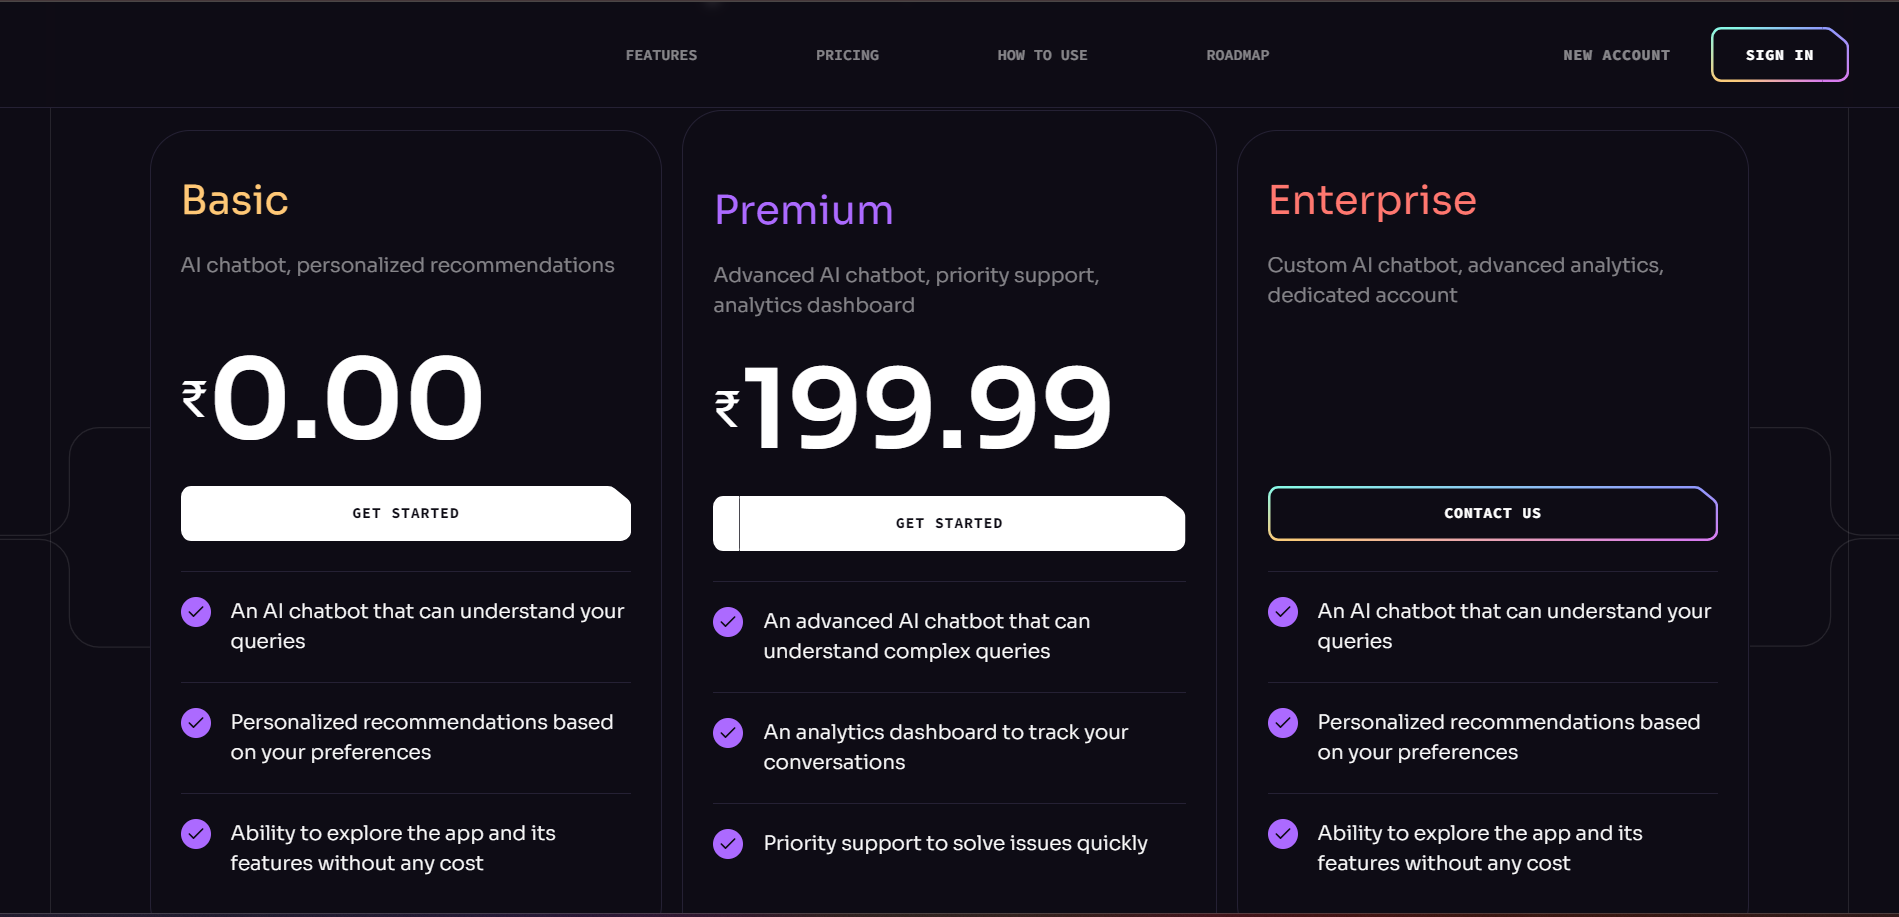 FEATURES
PRICING
HOW TO USE
ROADMAP
NEW ACCOUNT
SIGN IN
Basic
AI chatbot, personalized recommendations
₹0.00
GET STARTED
An AI chatbot that can understand your
queries
Personalized recommendations based
on your preferences
Ability to explore the app and its
features without any cost
Premium
Advanced AI chatbot, priority support,
analytics dashboard
₹199.99
GET STARTED
An advanced AI chatbot that can
understand complex queries
An analytics dashboard to track your
conversations
Priority support to solve issues quickly
Enterprise
Custom AI chatbot, advanced analytics,
dedicated account
CONTACT US
An AI chatbot that can understand your
queries
Personalized recommendations based
on your preferences
Ability to explore the app and its
features without any cost